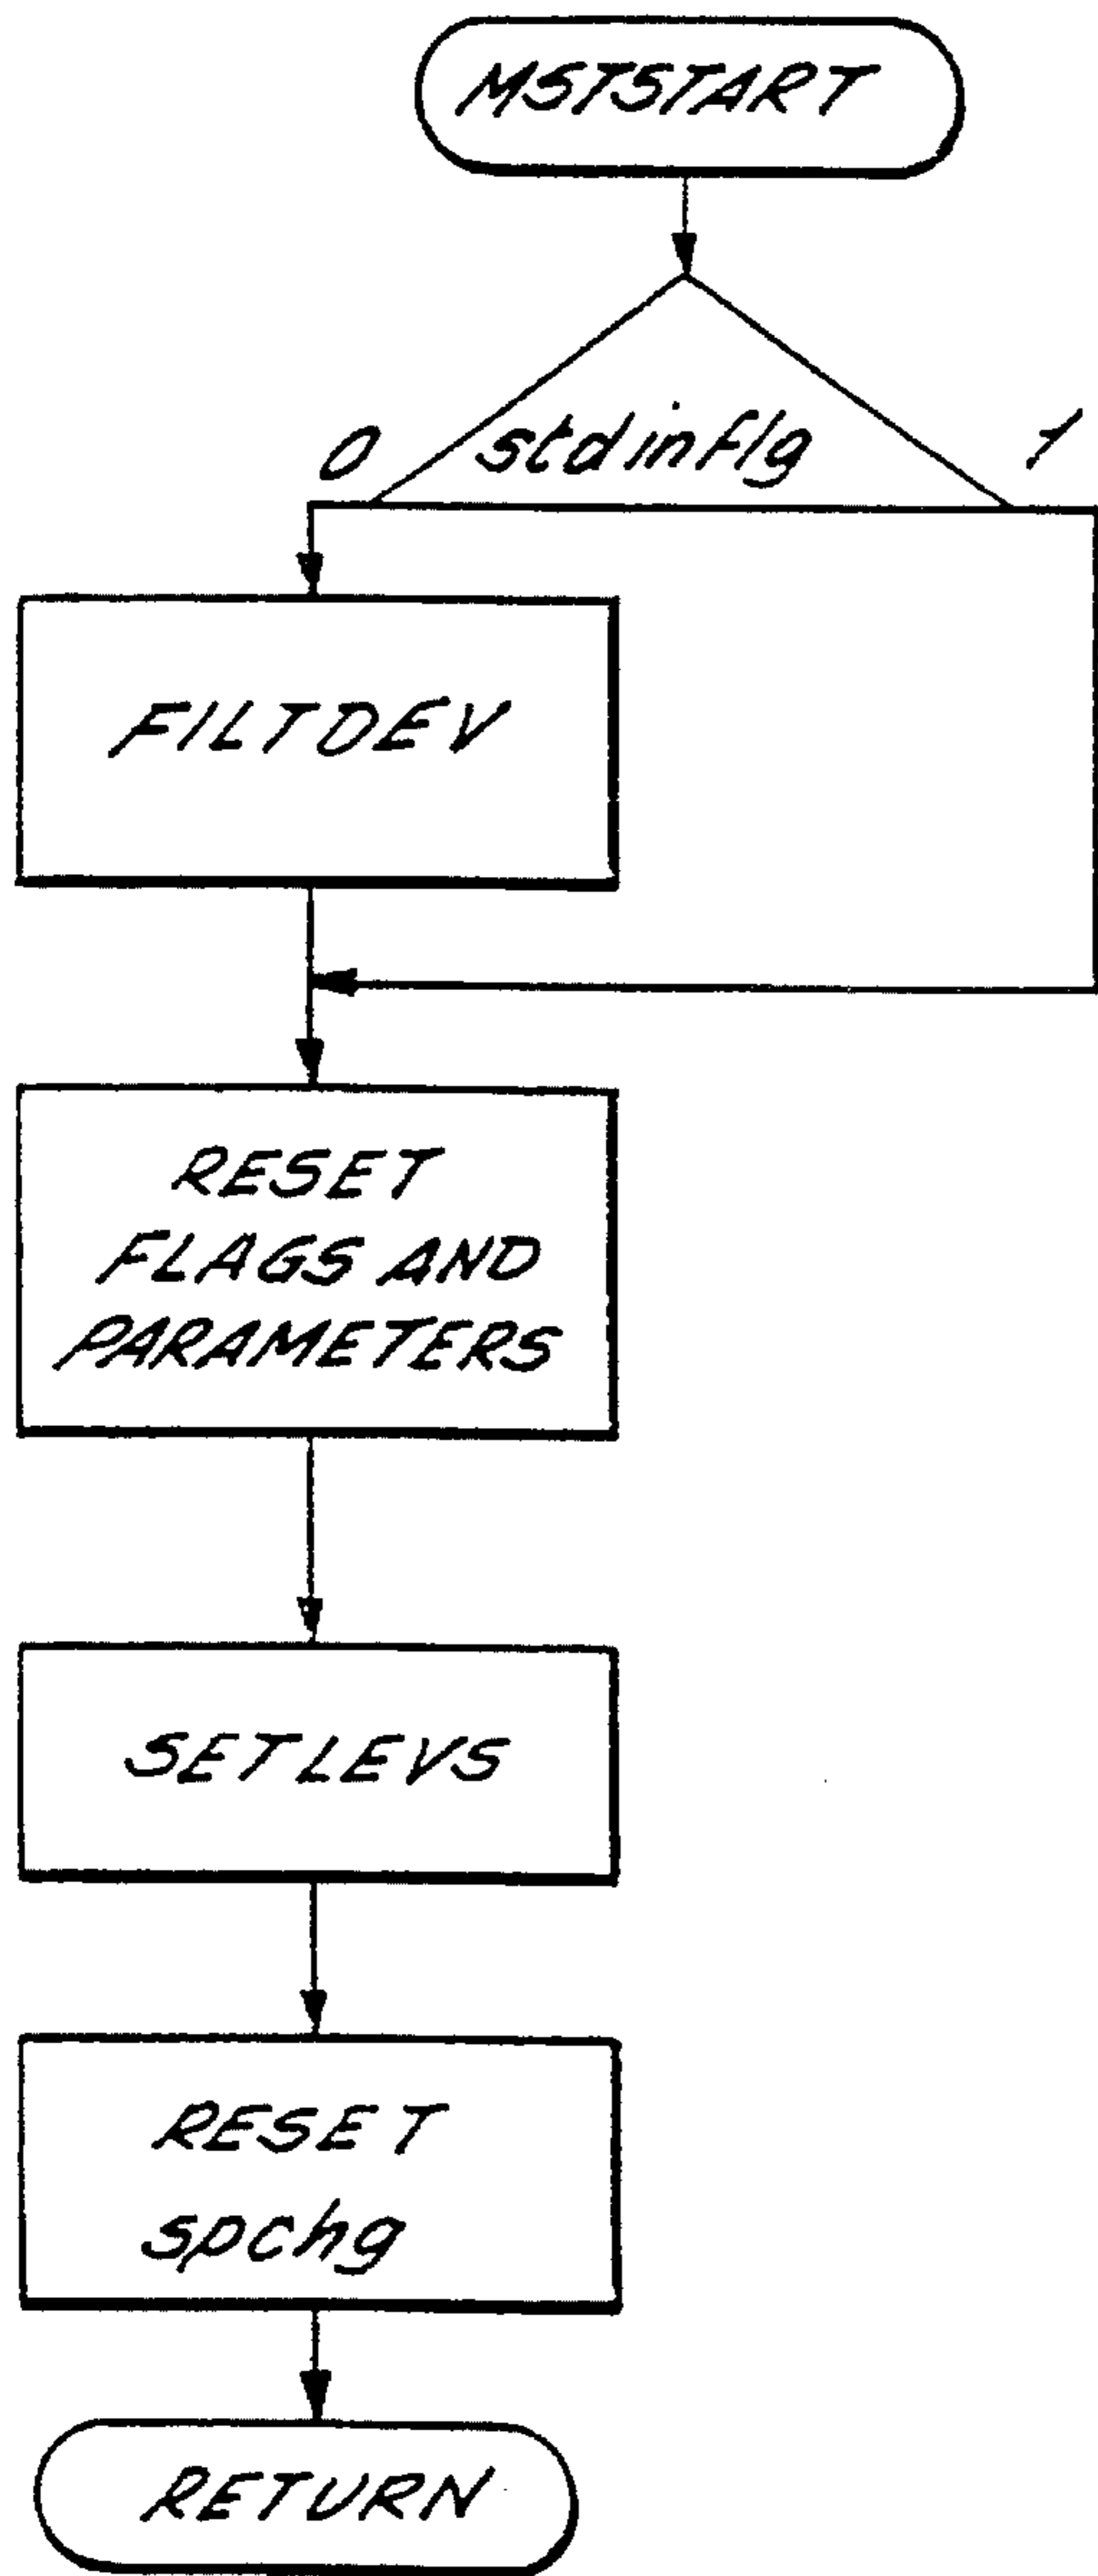 MSTSTART
0 stdinflg 1
FILTDEV
RESET
FLAGS AND
PARAMETERS
SETLEVS
RESET
spchg
RETURN